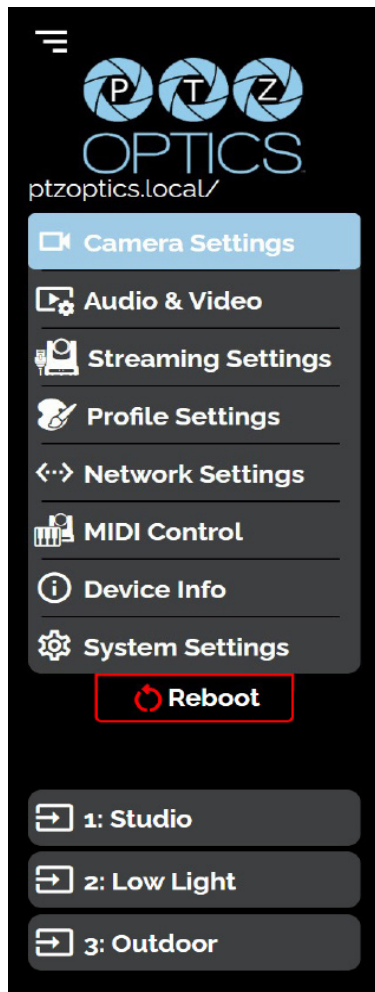 P T Z
OPTICS
ptzoptics.local/
Camera Settings
Audio & Video
Streaming Settings
Profile Settings
Network Settings
MIDI Control
Device Info
System Settings
Reboot
1: Studio
2: Low Light
3: Outdoor